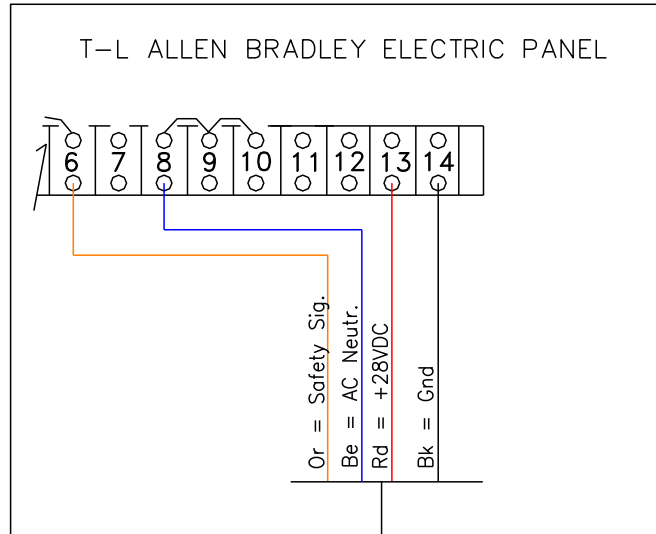 T-L ALLEN BRADLEY ELECTRIC PANEL
6 7 8 9 10 11 12 13 14
Or = Safety Sig.
Be = AC Neutr.
Rd = +28VDC
Bk = Gnd